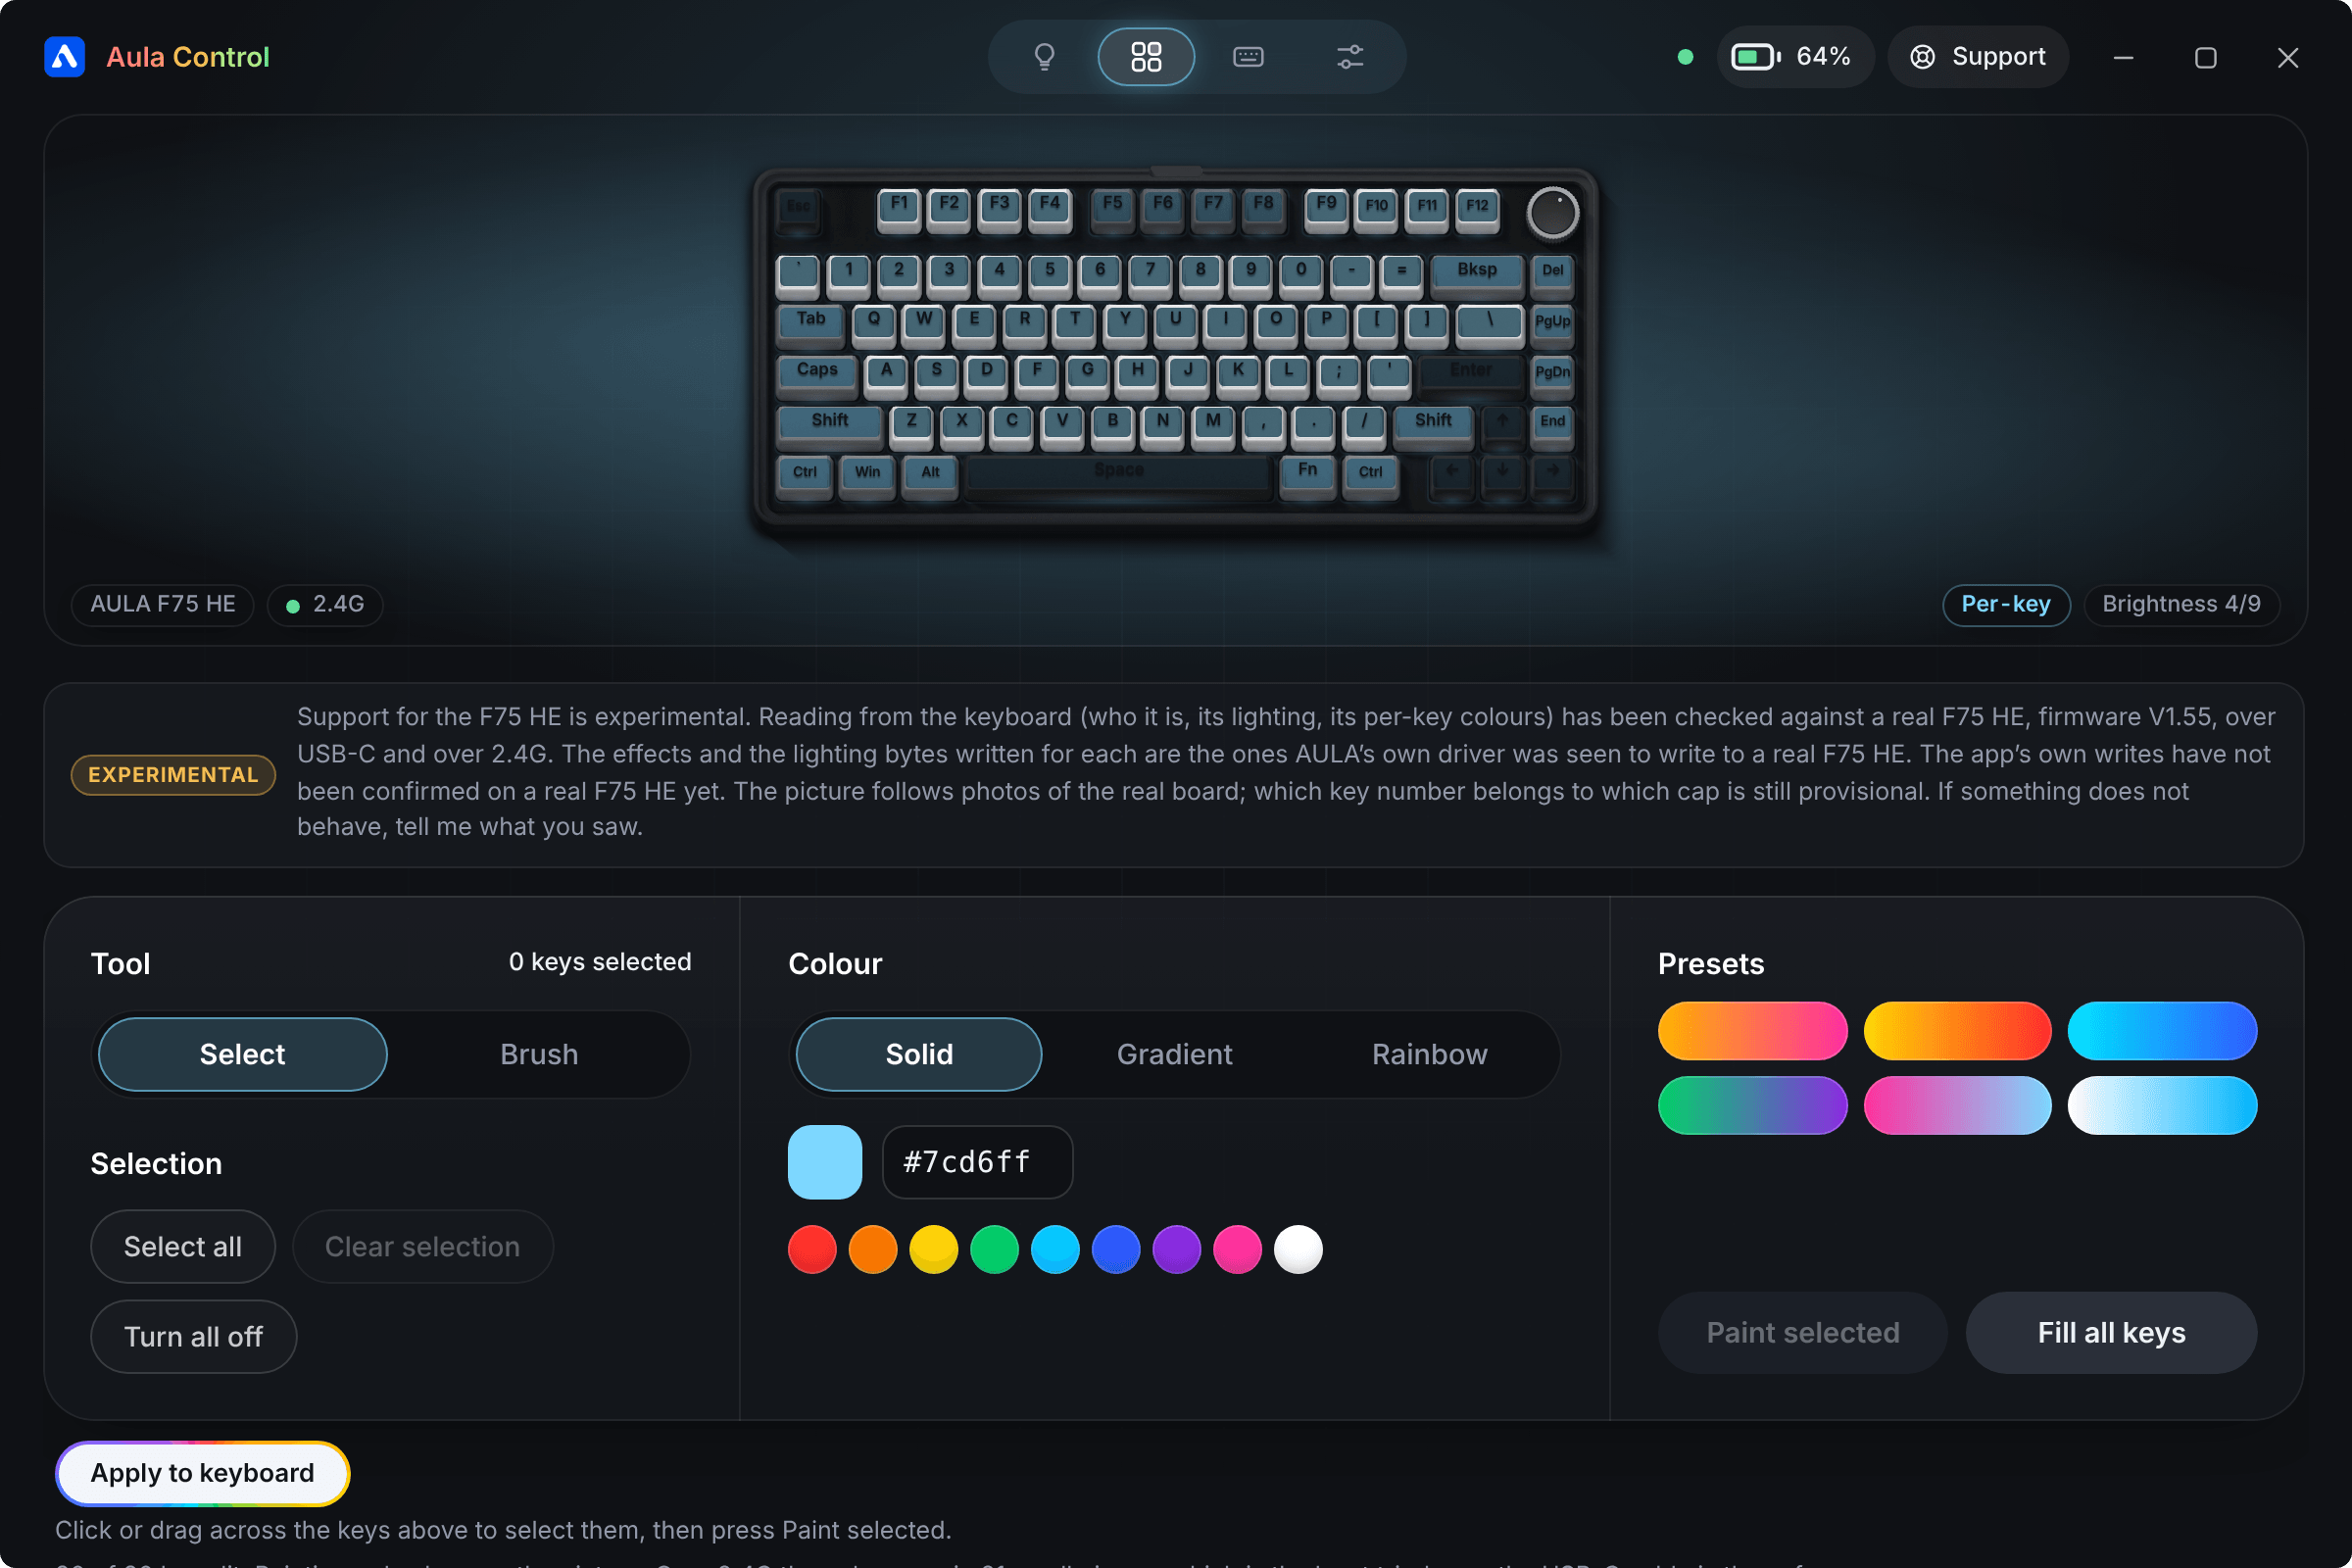 Aula Control
64%
Support
Esc F1 F2 F3 F4 F5 F6 F7 F8 F9 F10 F11 F12
` 1 2 3 4 5 6 7 8 9 0 - = Bksp Del
Tab Q W E R T Y U I O P [ ] \ PgUp
Caps A S D F G H J K L ; ' Enter PgDn
Shift Z X C V B N M , . / Shift ↑ End
Ctrl Win Alt Space Fn Ctrl ← ↓ →
AULA F75 HE
2.4G
Per-key
Brightness 4/9
EXPERIMENTAL
Support for the F75 HE is experimental. Reading from the keyboard (who it is, its lighting, its per-key colours) has been checked against a real F75 HE, firmware V1.55, over
USB-C and over 2.4G. The effects and the lighting bytes written for each are the ones AULA’s own driver was seen to write to a real F75 HE. The app’s own writes have not
been confirmed on a real F75 HE yet. The picture follows photos of the real board; which key number belongs to which cap is still provisional. If something does not
behave, tell me what you saw.
Tool
0 keys selected
Select
Brush
Selection
Select all
Clear selection
Turn all off
Colour
Solid
Gradient
Rainbow
#7cd6ff
Presets
Paint selected
Fill all keys
Apply to keyboard
Click or drag across the keys above to select them, then press Paint selected.